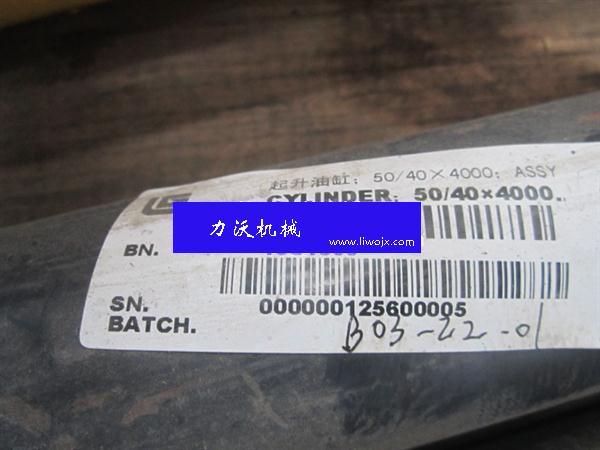 起升油缸; 50/40×4000; ASSY
CYLINDER; 50/40×4000
力沃机械
www.liwojx.com
BN.
SN. 000000125600005
BATCH.
B03-22-01